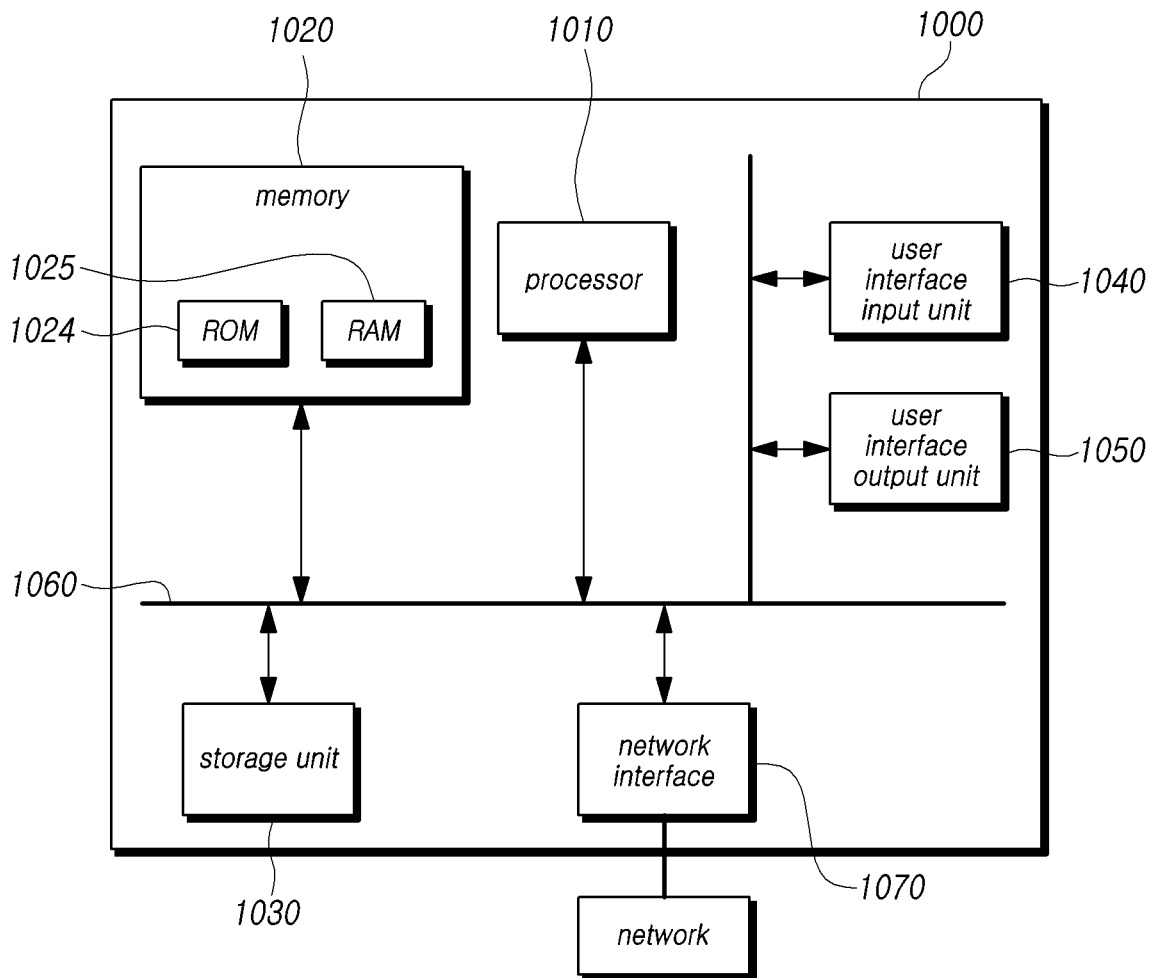 1020
1010
1000
memory
1025
1024
ROM
RAM
processor
user
interface
input unit
1040
user
interface
output unit
1050
1060
storage unit
network
interface
1030
1070
network